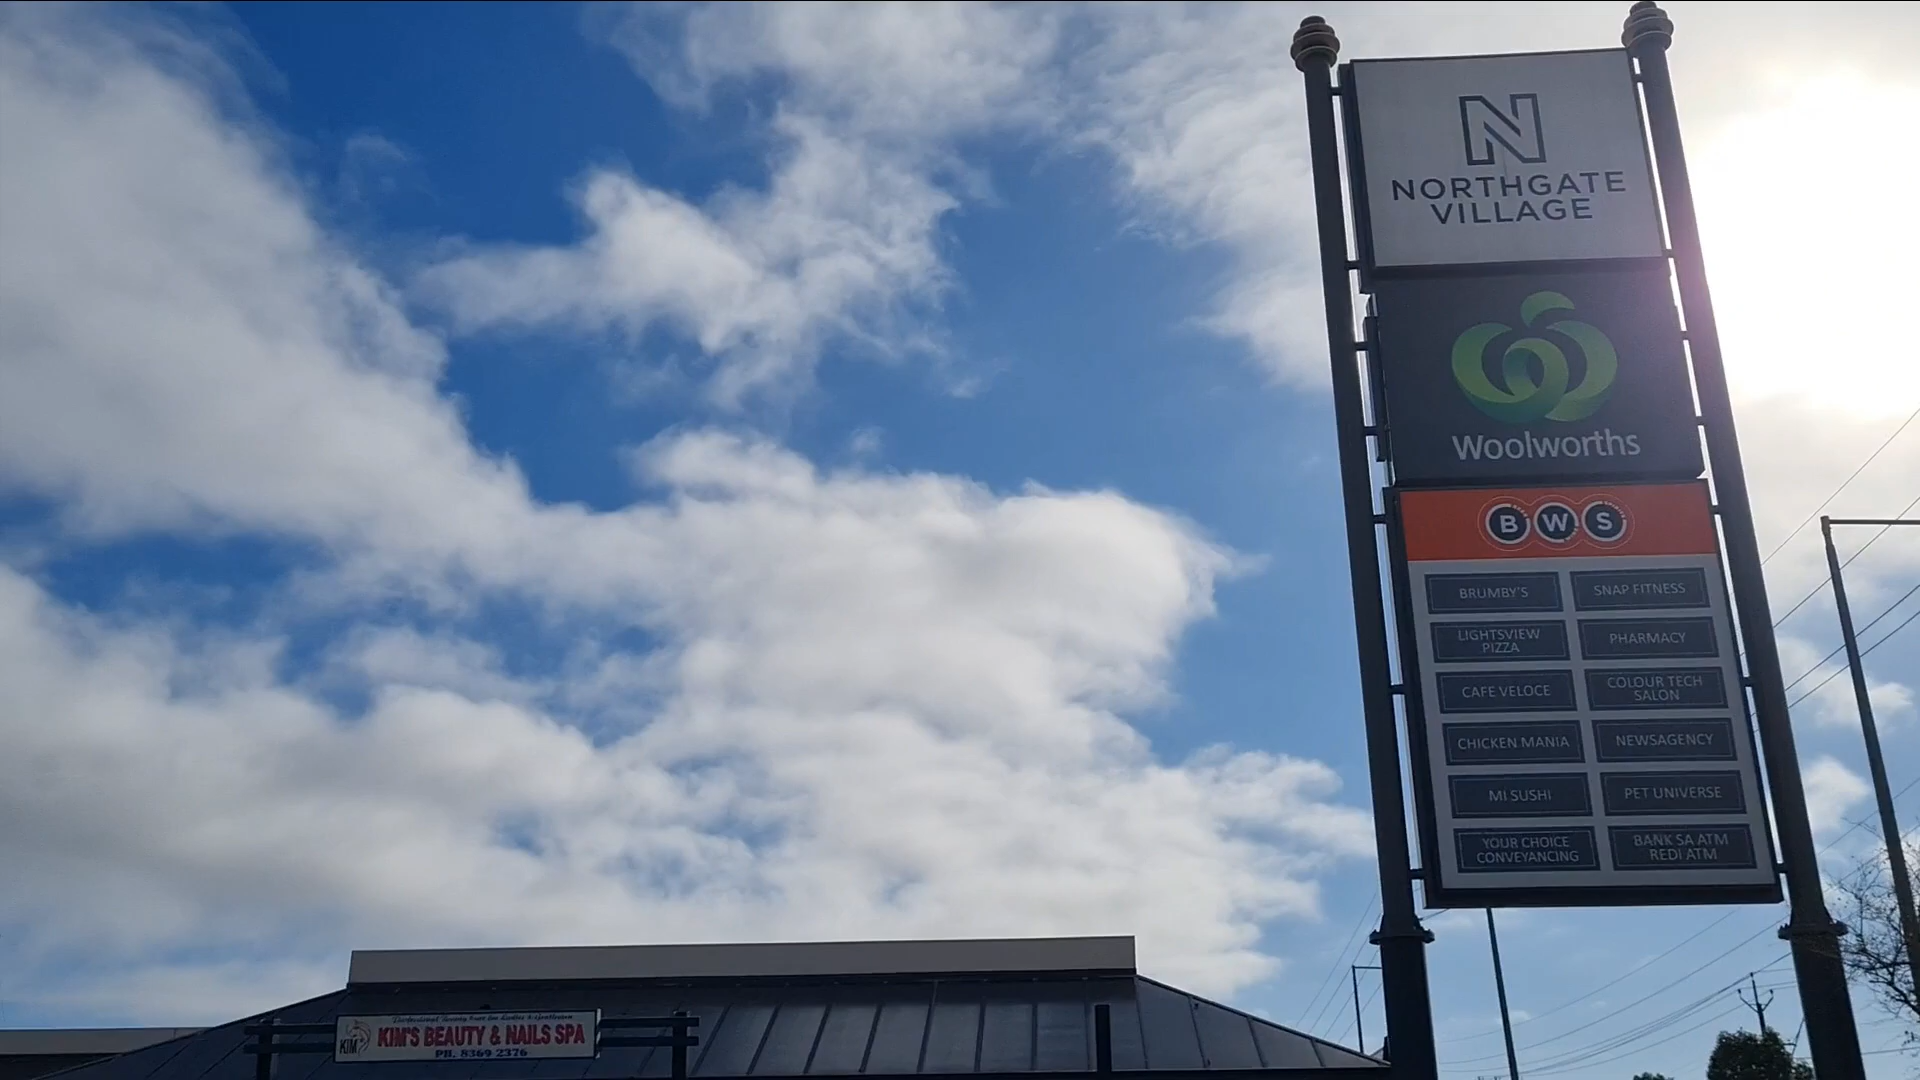 N
NORTHGATE
VILLAGE
Woolworths
BWS
BRUMBY'S
SNAP FITNESS
LIGHTSVIEW
PIZZA
PHARMACY
CAFE VELOCE
COLOUR TECH
SALON
CHICKEN MANIA
NEWSAGENCY
MI SUSHI
PET UNIVERSE
YOUR CHOICE
CONVEYANCING
BANK SA ATM
REDI ATM
KIM
KIM'S BEAUTY & NAILS SPA
PH. 8369 2376